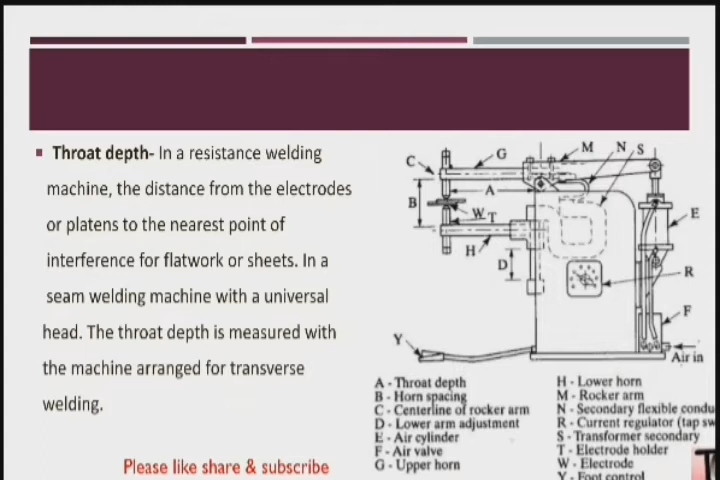 Throat depth- In a resistance welding
machine, the distance from the electrodes
or platens to the nearest point of
interference for flatwork or sheets. In a
seam welding machine with a universal
head. The throat depth is measured with
the machine arranged for transverse
welding.
Please like share & subscribe
C
G
M
N
S
A
B
W
T
E
H
D
R
F
Y
Air in
A - Throat depth
B - Horn spacing
C - Centerline of rocker arm
D - Lower arm adjustment
E - Air cylinder
F - Air valve
G - Upper horn
H - Lower horn
M - Rocker arm
N - Secondary flexible condu
R - Current regulator (tap sw
S - Transformer secondary
T - Electrode holder
W - Electrode
Y - Foot control